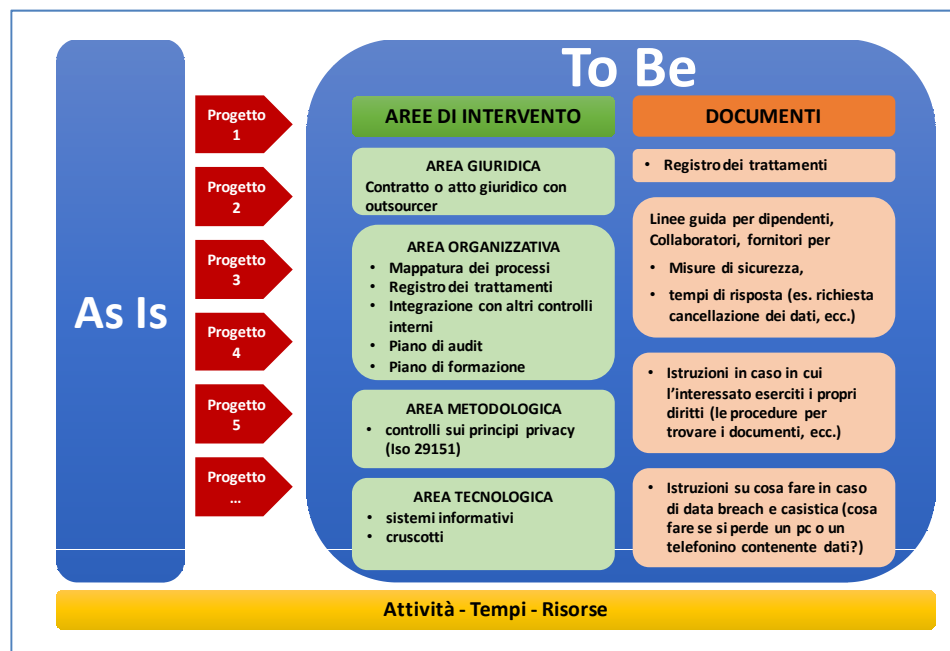 As Is
Progetto
1
Progetto
2
Progetto
3
Progetto
4
Progetto
5
Progetto
...
To Be
AREE DI INTERVENTO
AREA GIURIDICA
Contratto o atto giuridico con
outsourcer
AREA ORGANIZZATIVA
• Mappatura dei processi
• Registro dei trattamenti
• Integrazione con altri controlli
interni
• Piano di audit
• Piano di formazione
AREA METODOLOGICA
• controlli sui principi privacy
(Iso 29151)
AREA TECNOLOGICA
• sistemi informativi
• cruscotti
DOCUMENTI
• Registro dei trattamenti
Linee guida per dipendenti,
Collaboratori, fornitori per
• Misure di sicurezza,
• tempi di risposta (es. richiesta
cancellazione dei dati, ecc.)
• Istruzioni in caso in cui
l'interessato eserciti i propri
diritti (le procedure per
trovare i documenti, ecc.)
• Istruzioni su cosa fare in caso
di data breach e casistica (cosa
fare se si perde un pc o un
telefonino contenente dati?)
Attività - Tempi - Risorse